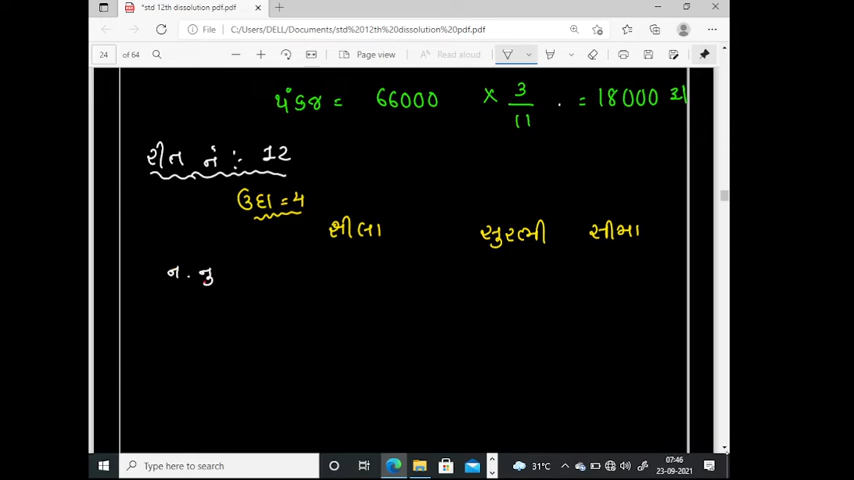 *std 12th dissolution pdf.pdf
File C:/Users/DELL/Documents/std%2012th%20dissolution%20pdf.pdf
24 of 64 Page view Read aloud
પંકજ = 66000 × 3/11 . = 18000 ૩ા
રીત નં :- 12
ઉદા = 4
શીલા સુરભી સીમા
ન . નુ
Type here to search 31°C 07:46
23-09-2021